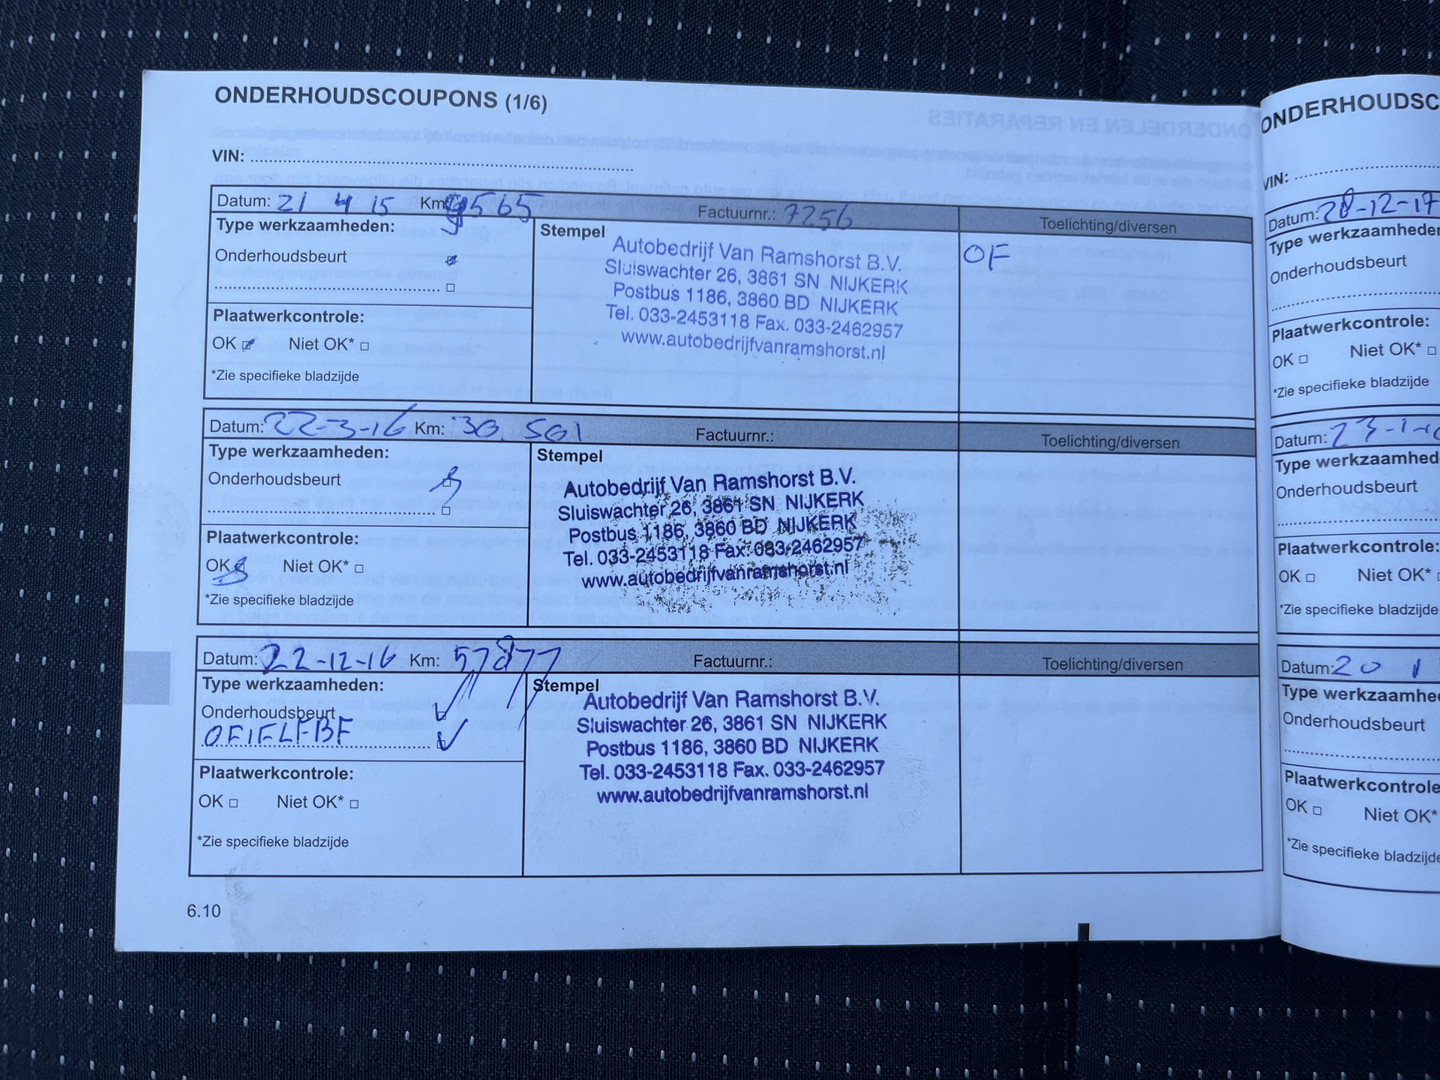 ONDERHOUDSCOUPONS (1/6)
VIN:
Datum: 21 4 15 Km: 9565 Factuurnr.: 7256 Toelichting/diversen
Type werkzaamheden:
Onderhoudsbeurt
Plaatwerkcontrole:
OK Niet OK*
*Zie specifieke bladzijde
Stempel
Autobedrijf Van Ramshorst B.V.
Sluiswachter 26, 3861 SN NIJKERK
Postbus 1186, 3860 BD NIJKERK
Tel. 033-2453118 Fax. 033-2462957
www.autobedrijfvanramshorst.nl
OF
Datum: 22-3-16 Km: 30.501 Factuurnr.: Toelichting/diversen
Type werkzaamheden:
Onderhoudsbeurt
Plaatwerkcontrole:
OK Niet OK*
*Zie specifieke bladzijde
Stempel
Autobedrijf Van Ramshorst B.V.
Sluiswachter 26, 3861 SN NIJKERK
Postbus 1186, 3860 BD NIJKERK
Tel. 033-2453118 Fax. 033-2462957
www.autobedrijfvanramshorst.nl
Datum: 22-12-16 Km: 57877 Factuurnr.: Toelichting/diversen
Type werkzaamheden:
Onderhoudsbeurt
OFIFLFBF
Plaatwerkcontrole:
OK Niet OK*
*Zie specifieke bladzijde
Stempel
Autobedrijf Van Ramshorst B.V.
Sluiswachter 26, 3861 SN NIJKERK
Postbus 1186, 3860 BD NIJKERK
Tel. 033-2453118 Fax. 033-2462957
www.autobedrijfvanramshorst.nl
6.10
ONDERHOUDSC
VIN:
Datum: 28-12-17
Type werkzaamheden
Onderhoudsbeurt
Plaatwerkcontrole:
OK Niet OK*
*Zie specifieke bladzijde
Datum: 23-1-
Type werkzaamhed
Onderhoudsbeurt
Plaatwerkcontrole:
OK Niet OK*
*Zie specifieke bladzijde
Datum: 20 1
Type werkzaamhe
Onderhoudsbeurt
Plaatwerkcontrole
OK Niet OK*
*Zie specifieke bladzijde